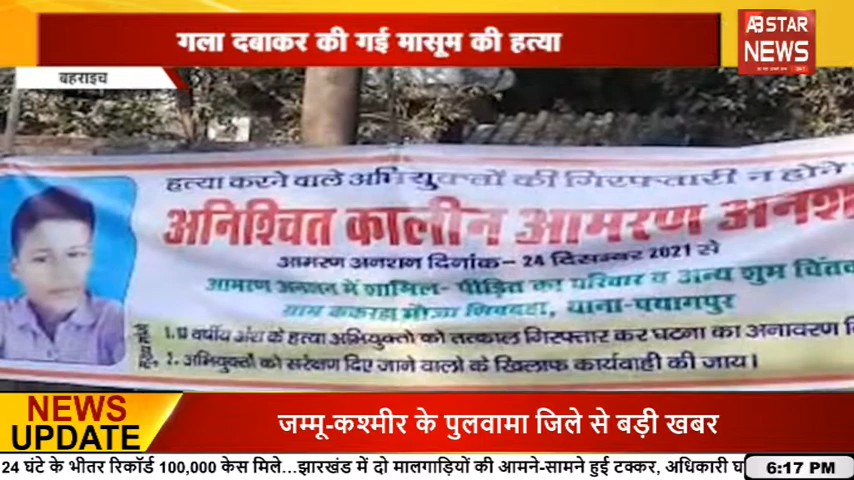 गला दबाकर की गई मासूम की हत्या
AB STAR
NEWS
बहराइच
हत्या करने वाले अभियुक्तों की गिरफ्तारी न होने
अनिश्चित कालीन आमरण अनश
आमरण अनशन दिनांक- 24 दिसम्बर 2021 से
आमरण अनशन में शामिल- पीड़ित का परिवार व अन्य शुभ चिंतक
ग्राम ककरहा मौजा निवदहा, थाना-पयागपुर
वर्षीय अंश के हत्या अभियुक्तो को तत्काल गिरफ्तार कर घटना का अनावरण
2. अभियुक्तों को संरक्षण दिए जाने वालो के खिलाफ कार्यवाही की जाय।
NEWS
UPDATE
जम्मू-कश्मीर के पुलवामा जिले से बड़ी खबर
24 घंटे के भीतर रिकॉर्ड 100,000 केस मिले...झारखंड में दो मालगाड़ियों की आमने-सामने हुई टक्कर, अधिकारी घ
6:17 PM